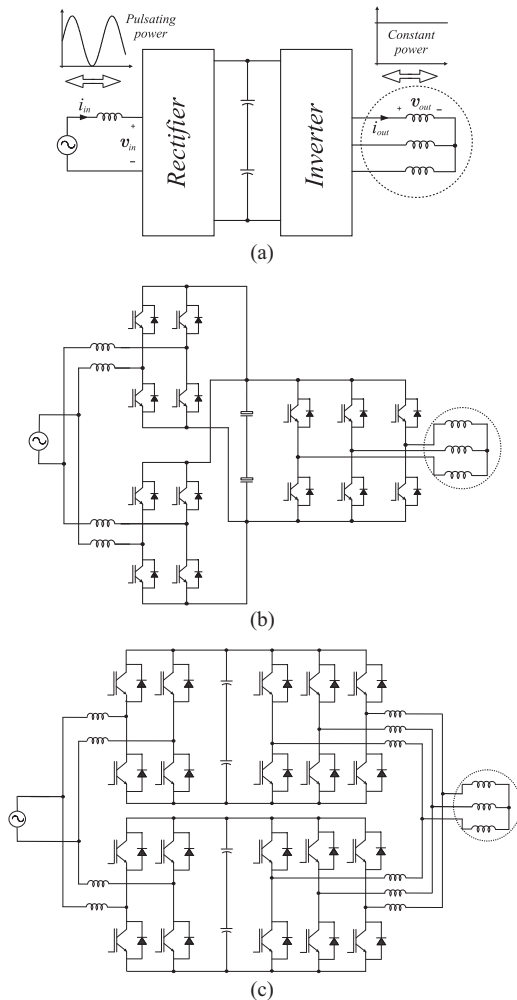 Pulsating
power
Constant
power
i_in
v_in
+
−
Rectifier
Inverter
+ v_out −
i_out
(a)
(b)
(c)